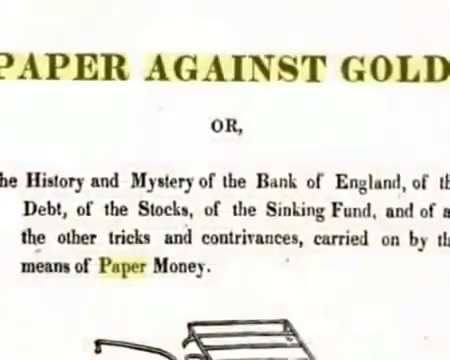 PAPER AGAINST GOLD
OR,
he History and Mystery of the Bank of England, of th
Debt, of the Stocks, of the Sinking Fund, and of a
the other tricks and contrivances, carried on by th
means of Paper Money.